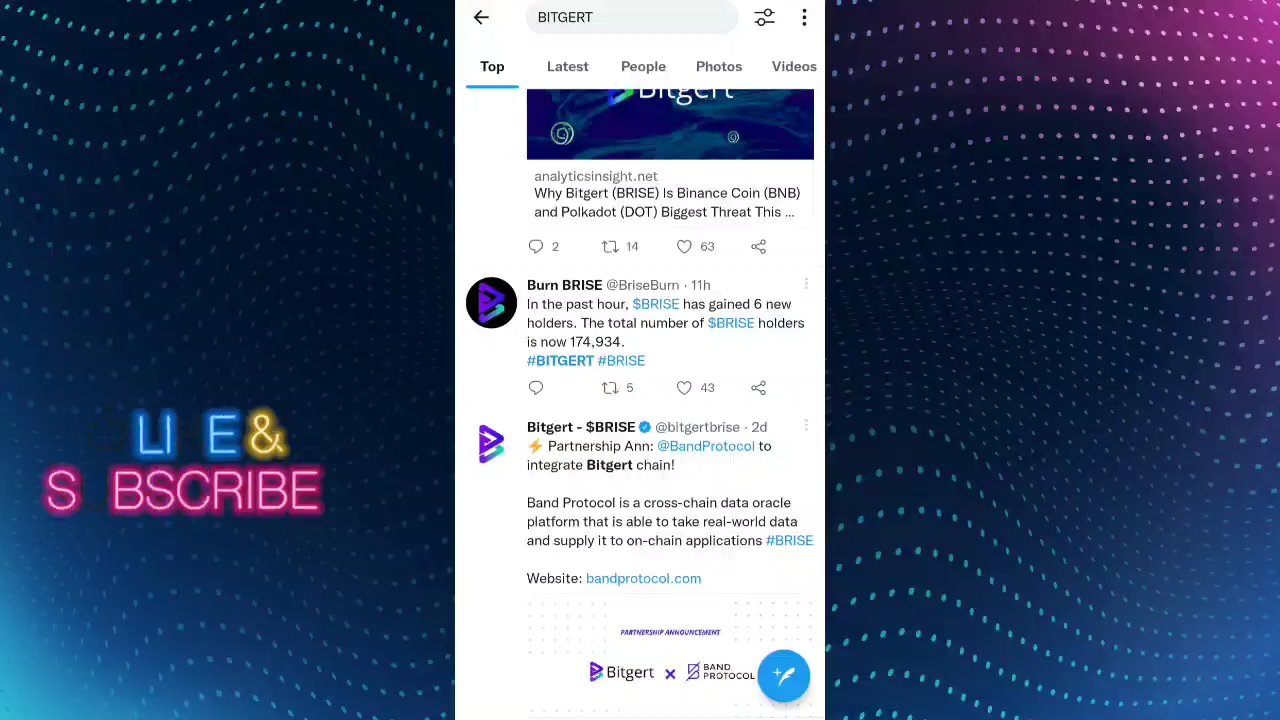 BITGERT
Top Latest People Photos Videos
Bitgert
analyticsinsight.net
Why Bitgert (BRISE) Is Binance Coin (BNB)
and Polkadot (DOT) Biggest Threat This ...
2 14 63
Burn BRISE @BriseBurn · 11h
In the past hour, $BRISE has gained 6 new
holders. The total number of $BRISE holders
is now 174,934.
#BITGERT #BRISE
5 43
Bitgert - $BRISE @bitgertbrise · 2d
⚡ Partnership Ann: @BandProtocol to
integrate Bitgert chain!
Band Protocol is a cross-chain data oracle
platform that is able to take real-world data
and supply it to on-chain applications #BRISE
Website: bandprotocol.com
PARTNERSHIP ANNOUNCEMENT
Bitgert X BAND
PROTOCOL
LI E &
S BSCRIBE